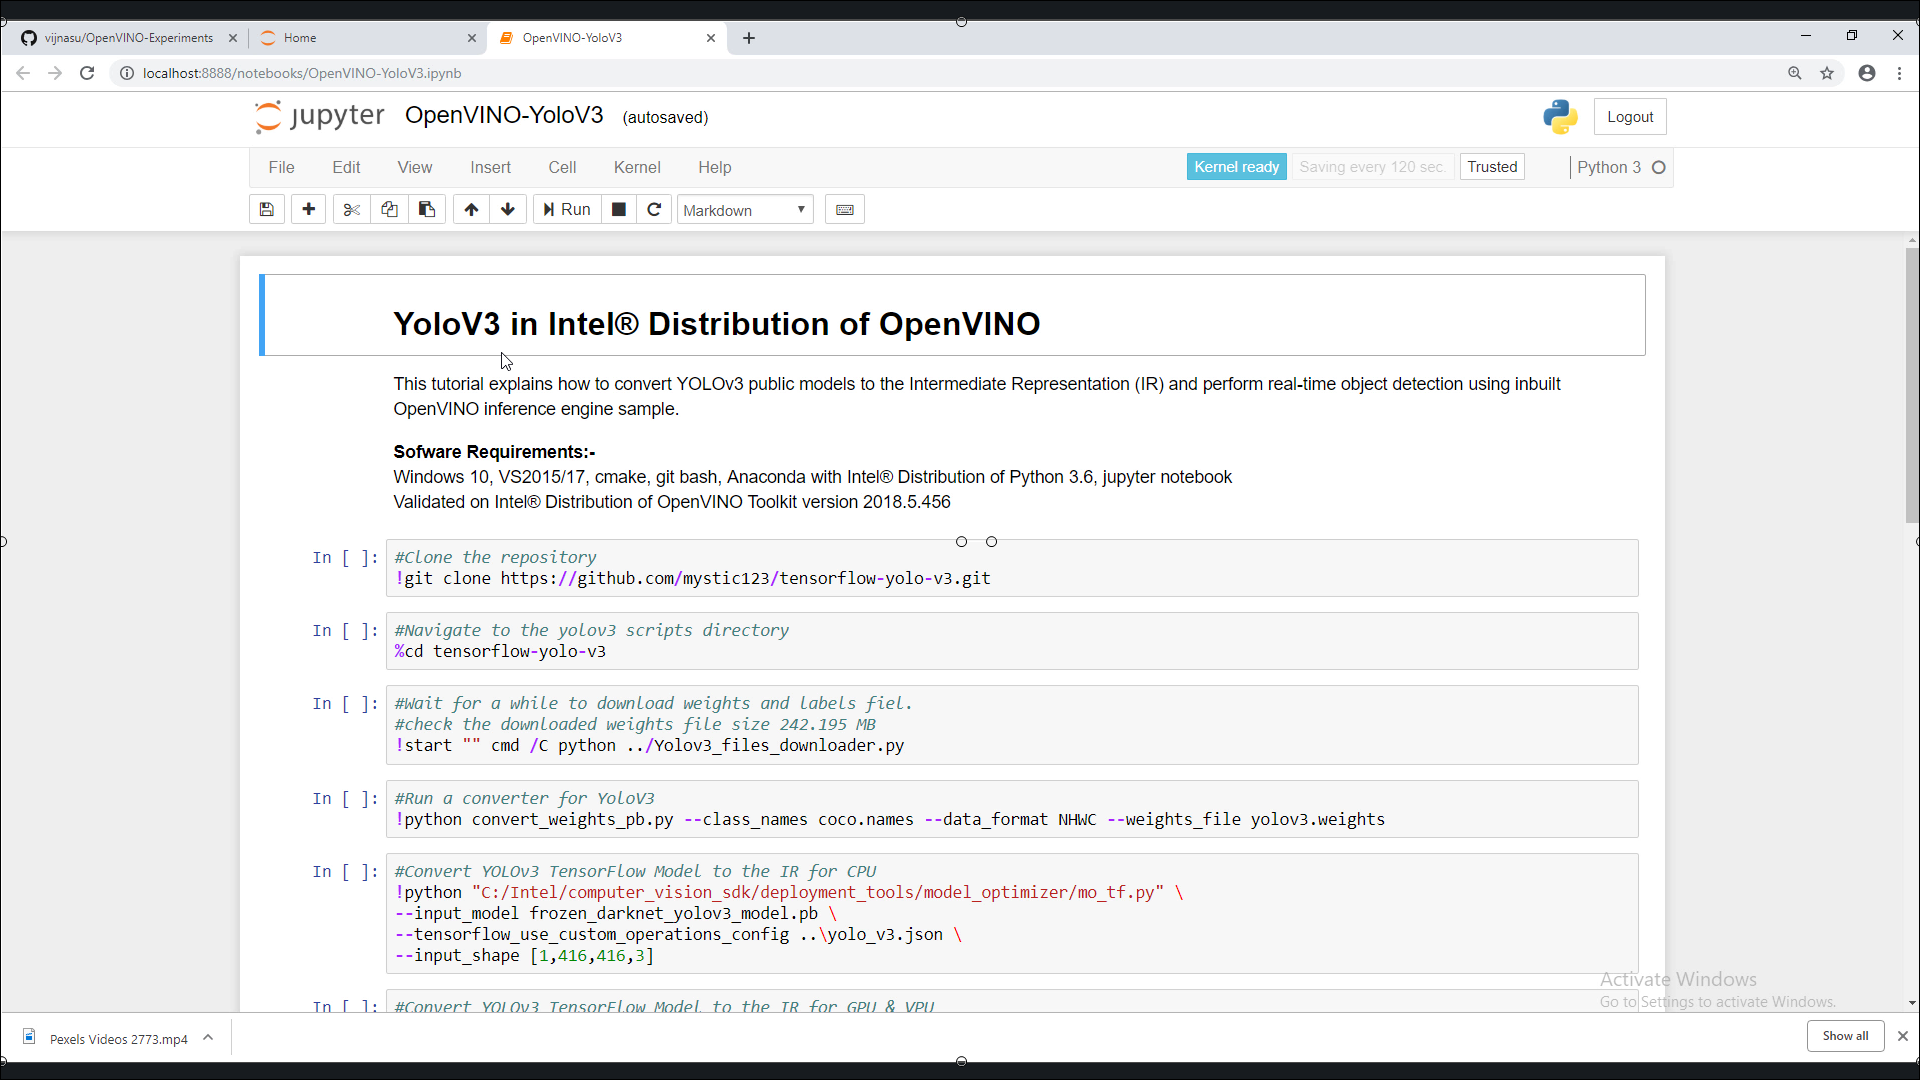 vijnasu/OpenVINO-Experiments
Home
OpenVINO-YoloV3
localhost:8888/notebooks/OpenVINO-YoloV3.ipynb
jupyter OpenVINO-YoloV3 (autosaved)
Logout
File Edit View Insert Cell Kernel Help
Kernel ready Saving every 120 sec. Trusted Python 3
Run Markdown
YoloV3 in Intel® Distribution of OpenVINO
This tutorial explains how to convert YOLOv3 public models to the Intermediate Representation (IR) and perform real-time object detection using inbuilt
OpenVINO inference engine sample.
Sofware Requirements:-
Windows 10, VS2015/17, cmake, git bash, Anaconda with Intel® Distribution of Python 3.6, jupyter notebook
Validated on Intel® Distribution of OpenVINO Toolkit version 2018.5.456
In [ ]: #Clone the repository
!git clone https://github.com/mystic123/tensorflow-yolo-v3.git
In [ ]: #Navigate to the yolov3 scripts directory
%cd tensorflow-yolo-v3
In [ ]: #Wait for a while to download weights and labels fiel.
#check the downloaded weights file size 242.195 MB
!start "" cmd /C python ../Yolov3_files_downloader.py
In [ ]: #Run a converter for YoloV3
!python convert_weights_pb.py --class_names coco.names --data_format NHWC --weights_file yolov3.weights
In [ ]: #Convert YOLOv3 TensorFlow Model to the IR for CPU
!python "C:/Intel/computer_vision_sdk/deployment_tools/model_optimizer/mo_tf.py" \
--input_model frozen_darknet_yolov3_model.pb \
--tensorflow_use_custom_operations_config ..\yolo_v3.json \
--input_shape [1,416,416,3]
In [ ]: #Convert YOLOv3 TensorFlow Model to the IR for GPU & VPU
Activate Windows
Go to Settings to activate Windows.
Pexels Videos 2773.mp4
Show all